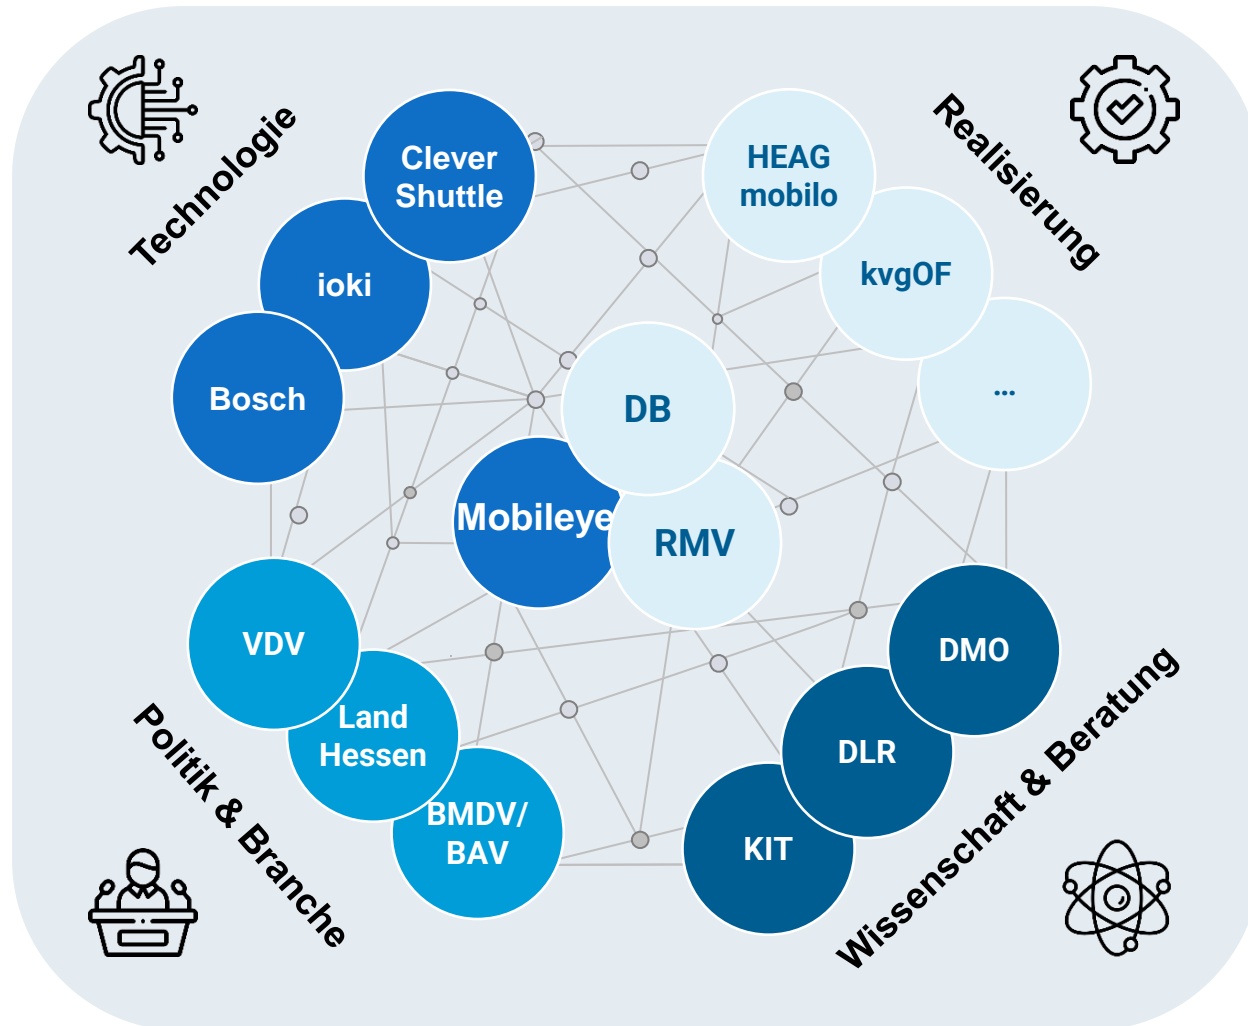 Technologie
Realisierung
Clever
Shuttle
HEAG
mobilo
ioki
kvgOF
Bosch
...
DB
Mobileye
RMV
VDV
Land
Hessen
BMDV/
BAV
DMO
DLR
KIT
Politik & Branche
Wissenschaft & Beratung